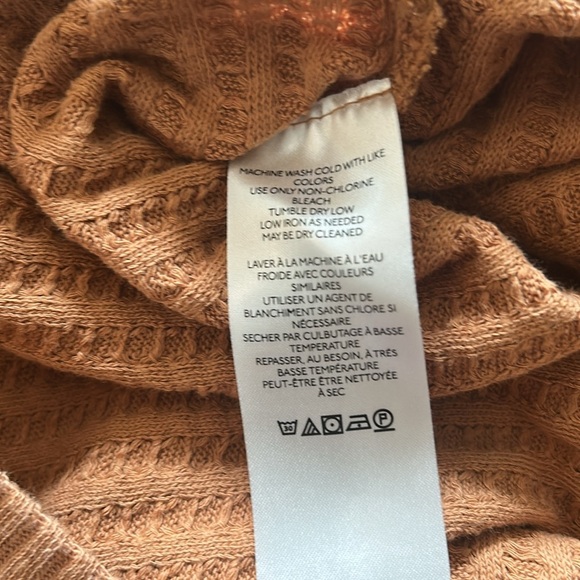 MACHINE WASH COLD WITH LIKE
COLORS
USE ONLY NON-CHLORINE
BLEACH
TUMBLE DRY LOW
LOW IRON AS NEEDED
MAY BE DRY CLEANED
LAVER À LA MACHINE À L'EAU
FROIDE AVEC COULEURS
SIMILAIRES
UTILISER UN AGENT DE
BLANCHIMENT SANS CHLORE SI
NÉCESSAIRE
SECHER PAR CULBUTAGE À BASSE
TEMPERATURE
REPASSER, AU BESOIN, À TRÈS
BASSE TEMPÉRATURE
PEUT-ÊTRE ÊTRE NETTOYÉE
À SEC
30 P